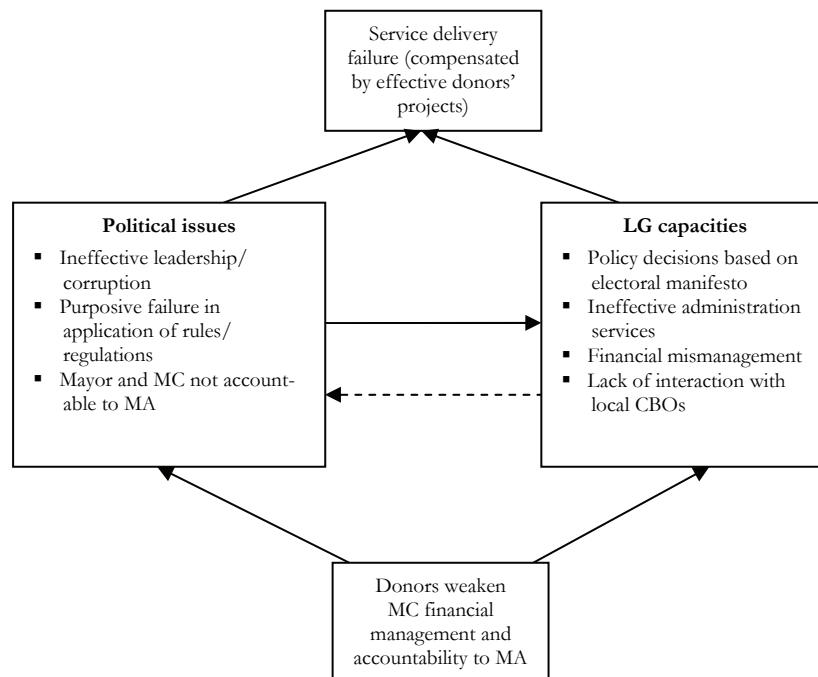 Service delivery
failure (compensated
by effective donors’
projects)
Political issues
▪ Ineffective leadership/
corruption
▪ Purposive failure in
application of rules/
regulations
▪ Mayor and MC not account-
able to MA
LG capacities
▪ Policy decisions based on
electoral manifesto
▪ Ineffective administration
services
▪ Financial mismanagement
▪ Lack of interaction with
local CBOs
Donors weaken
MC financial
management and
accountability to MA